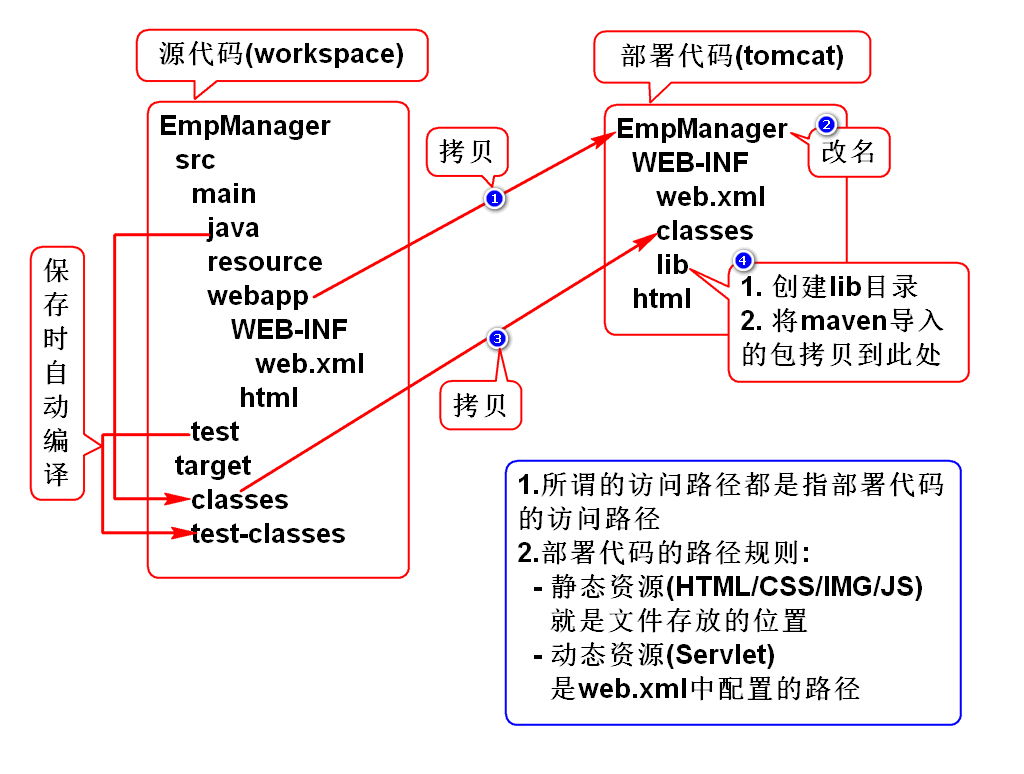 源代码(workspace)
EmpManager
src
main
java
resource
webapp
WEB-INF
web.xml
html
test
target
classes
test-classes
保
存
时
自
动
编
译
拷贝
1
3
拷贝
部署代码(tomcat)
EmpManager
WEB-INF
web.xml
classes
lib
html
2
改名
4
1. 创建lib目录
2. 将maven导入
的包拷贝到此处
1.所谓的访问路径都是指部署代码
的访问路径
2.部署代码的路径规则:
- 静态资源(HTML/CSS/IMG/JS)
就是文件存放的位置
- 动态资源(Servlet)
是web.xml中配置的路径